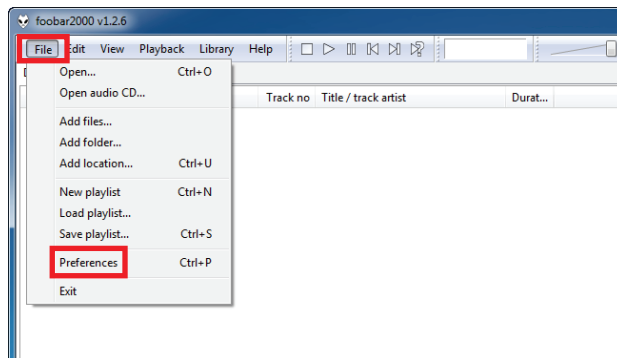 foobar2000 v1.2.6
File Edit View Playback Library Help
Open... Ctrl+O
Open audio CD...
Track no Title / track artist Durat...
Add files...
Add folder...
Add location... Ctrl+U
New playlist Ctrl+N
Load playlist...
Save playlist... Ctrl+S
Preferences Ctrl+P
Exit